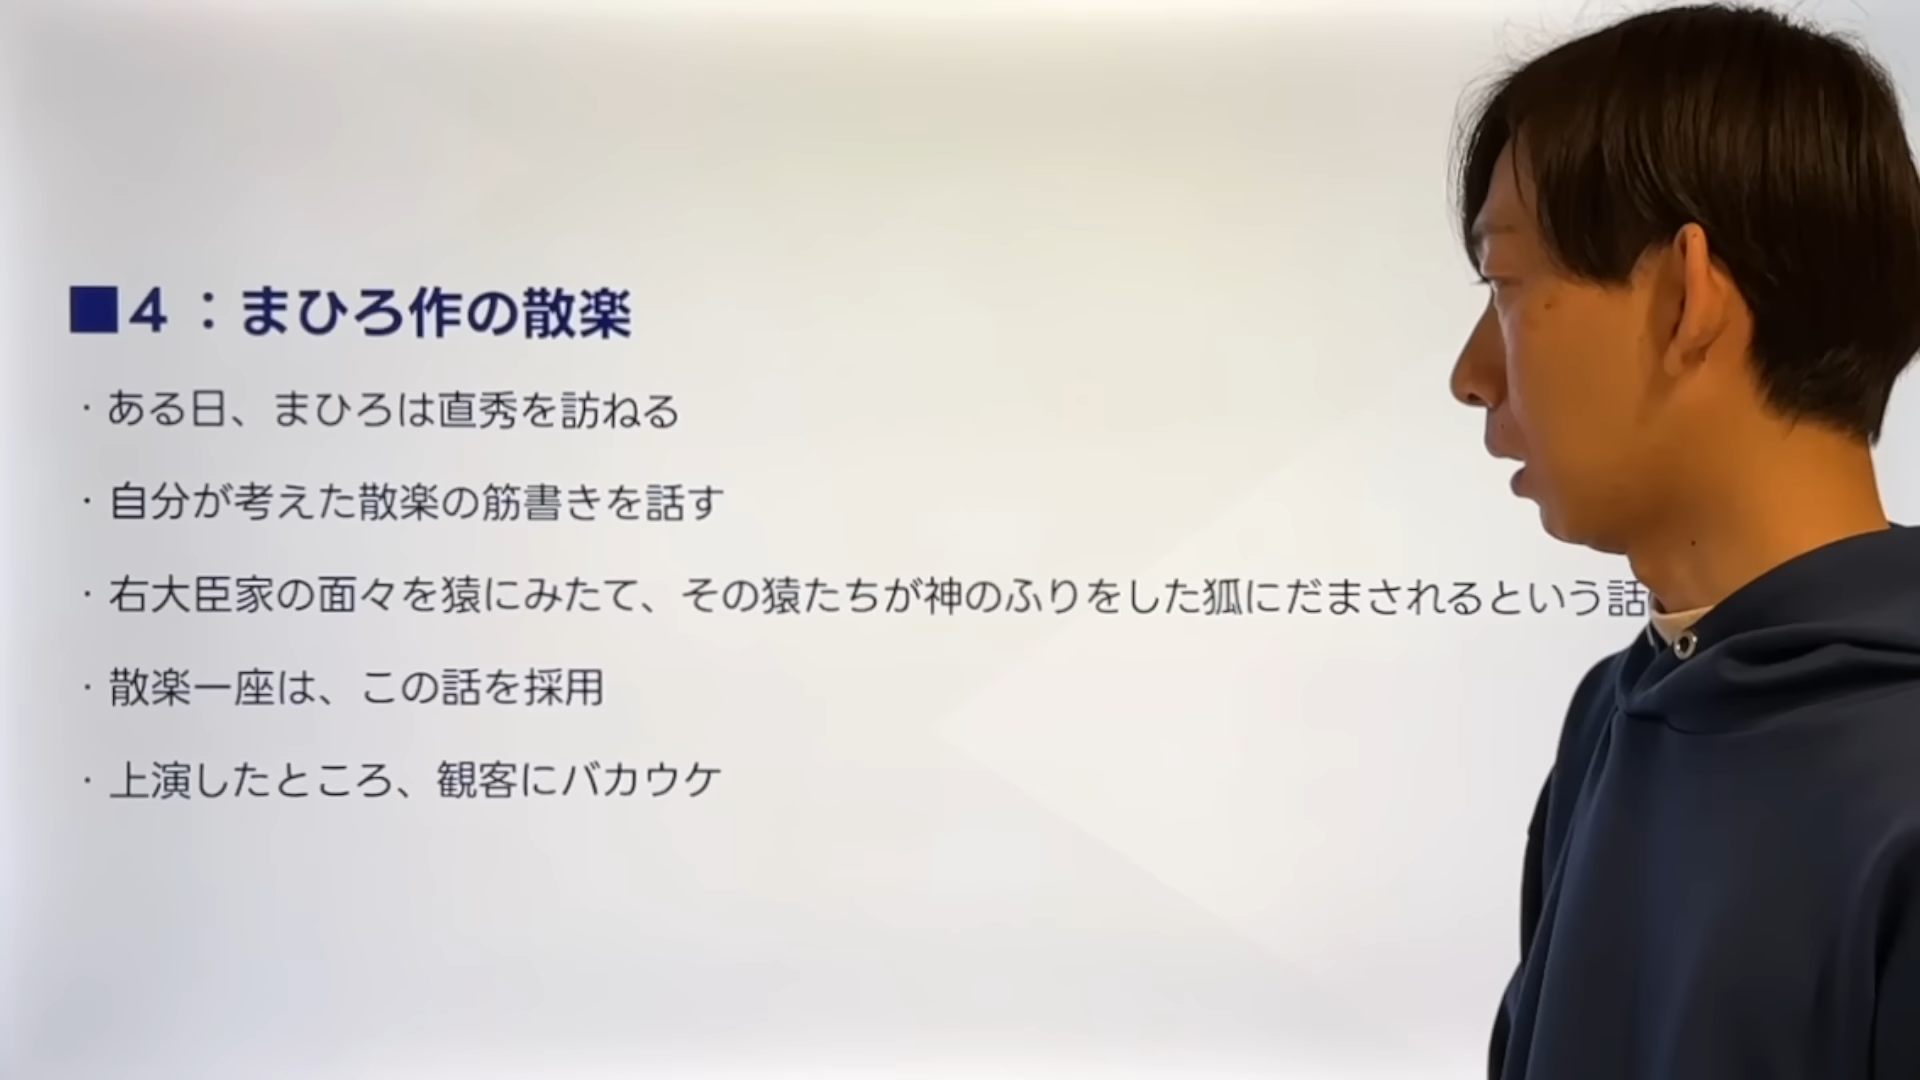 ■4：まひろ作の散楽
・ある日、まひろは直秀を訪ねる
・自分が考えた散楽の筋書きを話す
・右大臣家の面々を猿にみたて、その猿たちが神のふりをした狐にだまされるという話
・散楽一座は、この話を採用
・上演したところ、観客にバカウケ